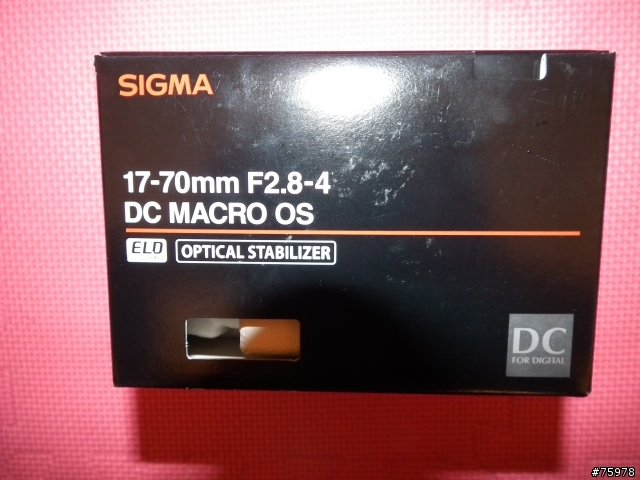 SIGMA
17-70mm F2.8-4
DC MACRO OS
ELD
OPTICAL STABILIZER
DC
FOR DIGITAL
#75978